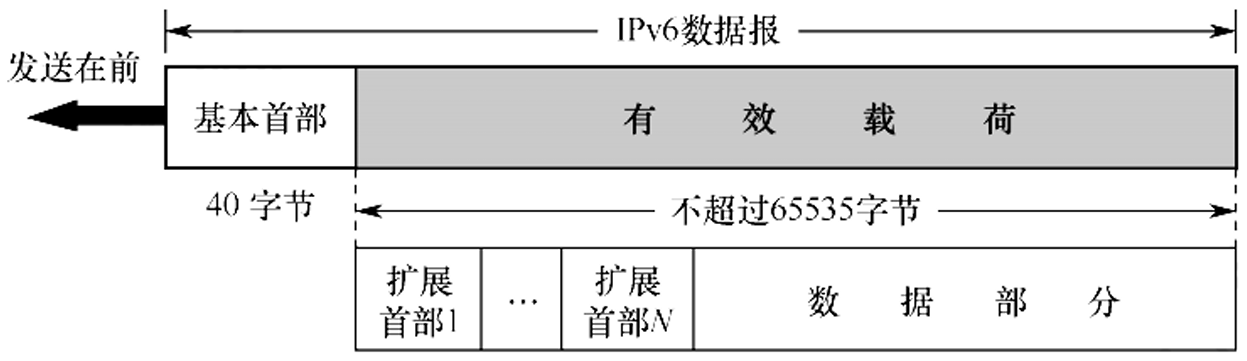 IPv6数据报
发送在前
基本首部
有效载荷
40 字节
不超过65535字节
扩展
首部1
…
扩展
首部N
数据部分